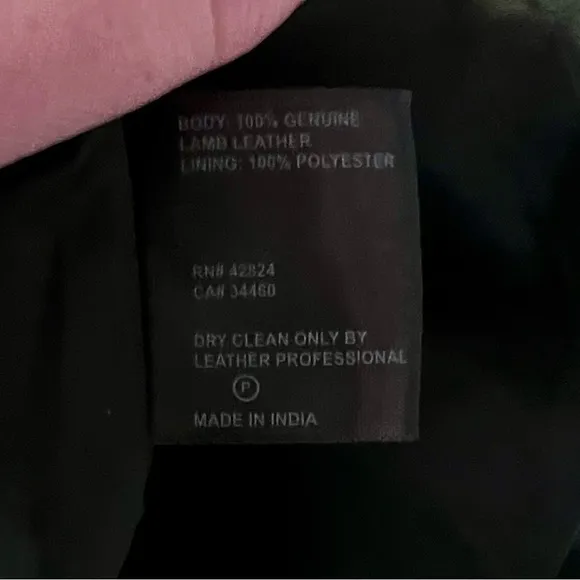 BODY: 100% GENUINE
LAMB LEATHER
LINING: 100% POLYESTER
RN# 42824
CA# 34460
DRY CLEAN ONLY BY
LEATHER PROFESSIONAL
P
MADE IN INDIA